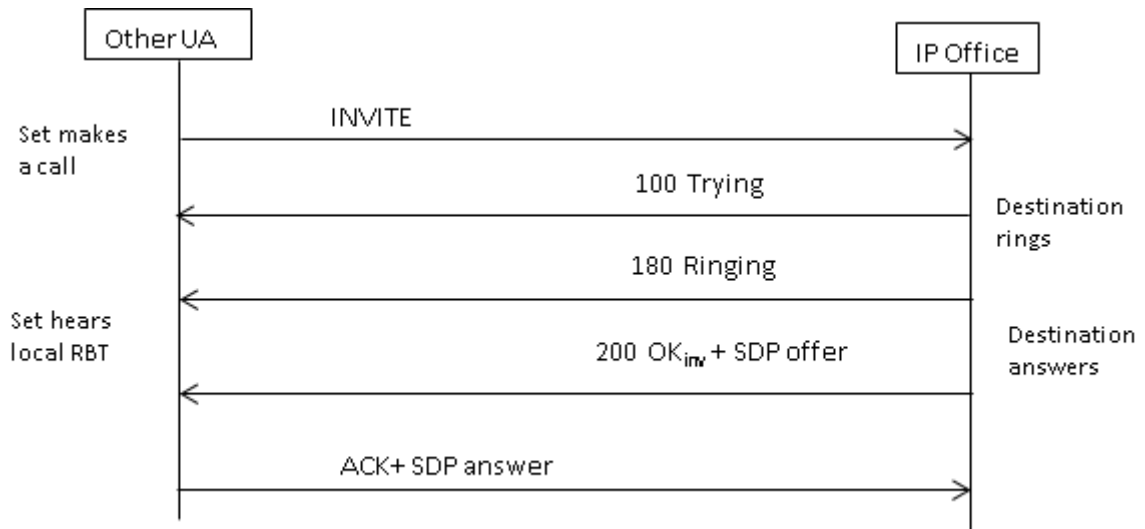 Other UA
IP Office
INVITE
Set makes
a call
100 Trying
Destination
rings
180 Ringing
Set hears
local RBT
200 OKinv + SDP offer
Destination
answers
ACK+ SDP answer